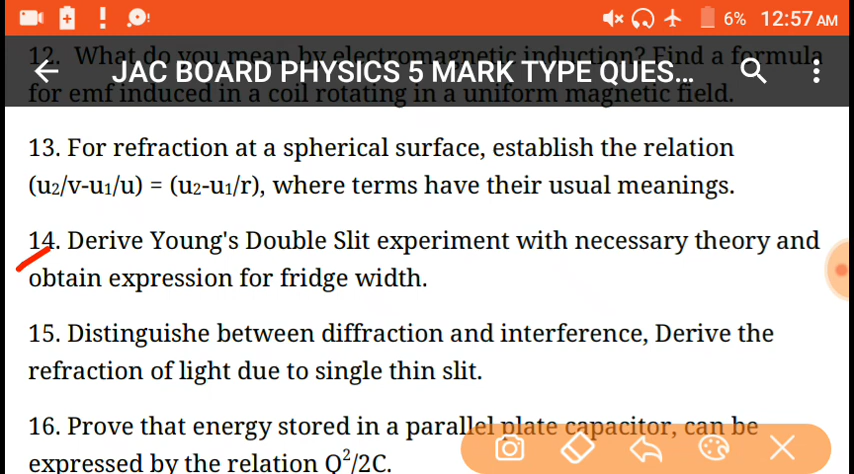 6% 12:57 AM
12. What do you mean by electromagnetic induction? Find a formula
JAC BOARD PHYSICS 5 MARK TYPE QUES...
for emf induced in a coil rotating in a uniform magnetic field.
13. For refraction at a spherical surface, establish the relation
(u₂/v-u₁/u) = (u₂-u₁/r), where terms have their usual meanings.
14. Derive Young's Double Slit experiment with necessary theory and
obtain expression for fridge width.
15. Distinguishe between diffraction and interference, Derive the
refraction of light due to single thin slit.
16. Prove that energy stored in a parallel plate capacitor, can be
expressed by the relation Q²/2C.